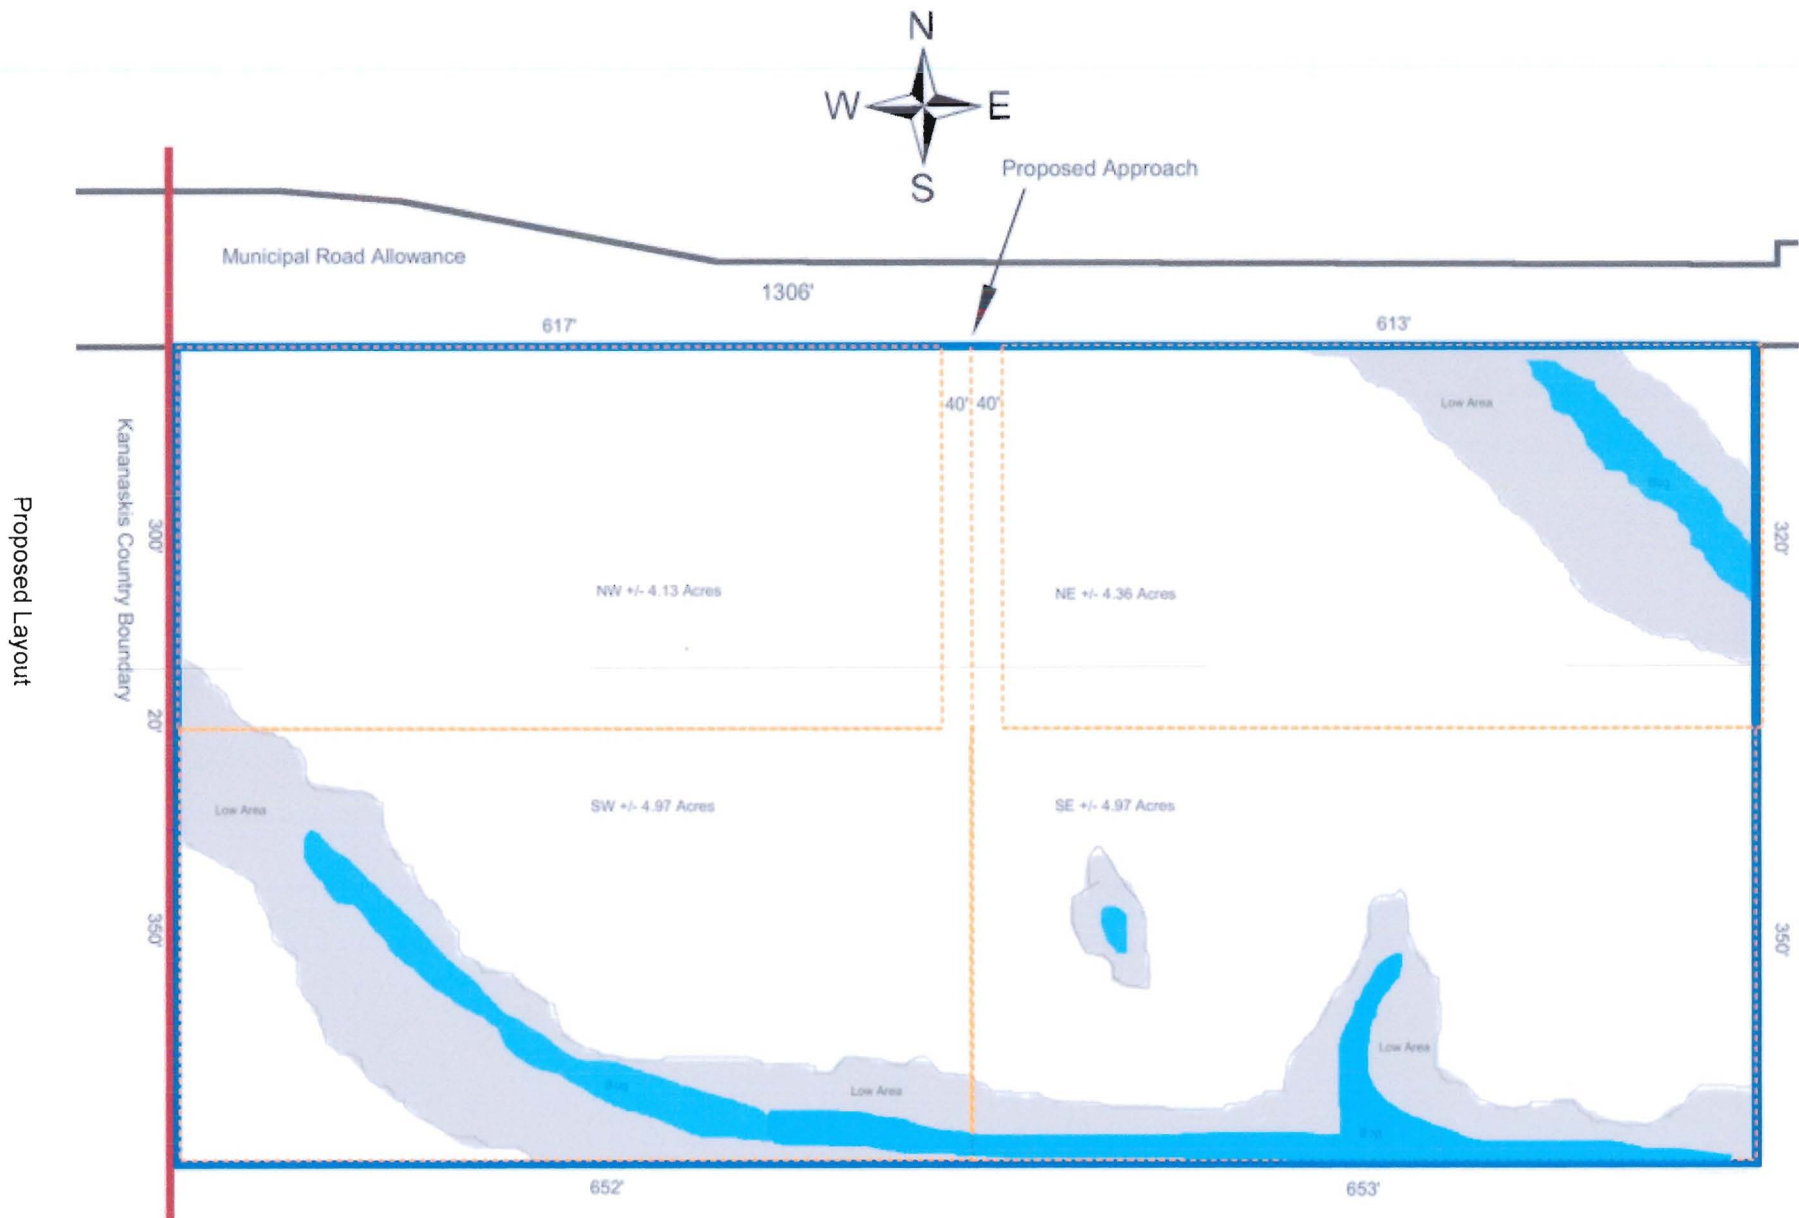 N
W
E
S
Proposed Approach
Municipal Road Allowance
1306'
617'
613'
40'
40'
Low Area
Kananaskis Country Boundary
300'
320'
Proposed Layout
NW +/- 4.13 Acres
NE +/- 4.36 Acres
20'
Low Area
SW +/- 4.97 Acres
SE +/- 4.97 Acres
350'
350'
Low Area
Low Area
652'
653'